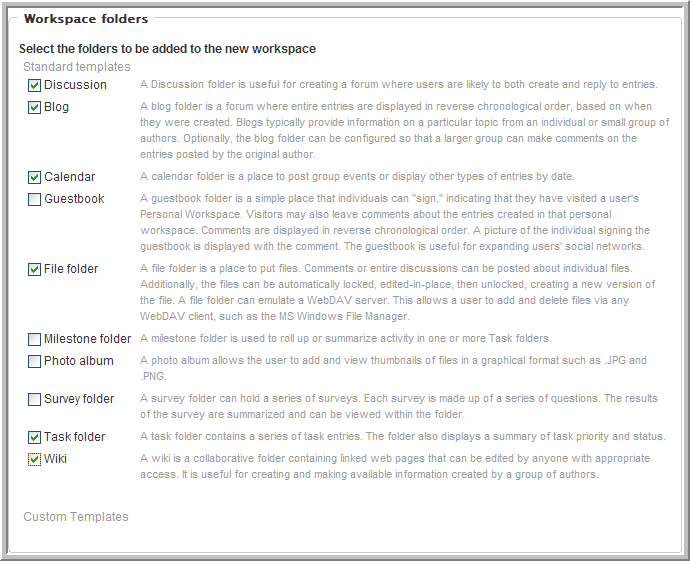 Workspace folders
Select the folders to be added to the new workspace
Standard templates
Discussion A Discussion folder is useful for creating a forum where users are likely to both create and reply to entries.
Blog A blog folder is a forum where entire entries are displayed in reverse chronological order, based on when
they were created. Blogs typically provide information on a particular topic from an individual or small group of
authors. Optionally, the blog folder can be configured so that a larger group can make comments on the
entries posted by the original author.
Calendar A calendar folder is a place to post group events or display other types of entries by date.
Guestbook A guestbook folder is a simple place that individuals can "sign," indicating that they have visited a user's
Personal Workspace. Visitors may also leave comments about the entries created in that personal
workspace. Comments are displayed in reverse chronological order. A picture of the individual signing the
guestbook is displayed with the comment. The guestbook is useful for expanding users' social networks.
File folder A file folder is a place to put files. Comments or entire discussions can be posted about individual files.
Additionally, the files can be automatically locked, edited-in-place, then unlocked, creating a new version of
the file. A file folder can emulate a WebDAV server. This allows a user to add and delete files via any
WebDAV client, such as the MS Windows File Manager.
Milestone folder A milestone folder is used to roll up or summarize activity in one or more Task folders.
Photo album A photo album allows the user to add and view thumbnails of files in a graphical format such as .JPG and
.PNG.
Survey folder A survey folder can hold a series of surveys. Each survey is made up of a series of questions. The results
of the survey are summarized and can be viewed within the folder.
Task folder A task folder contains a series of task entries. The folder also displays a summary of task priority and status.
Wiki A wiki is a collaborative folder containing linked web pages that can be edited by anyone with appropriate
access. It is useful for creating and making available information created by a group of authors.
Custom Templates